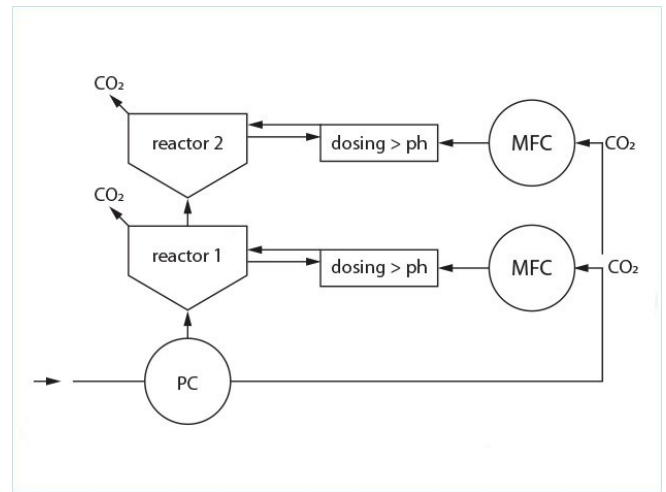 CO₂
reactor 2
dosing > ph
MFC
CO₂
CO₂
reactor 1
dosing > ph
MFC
CO₂
PC